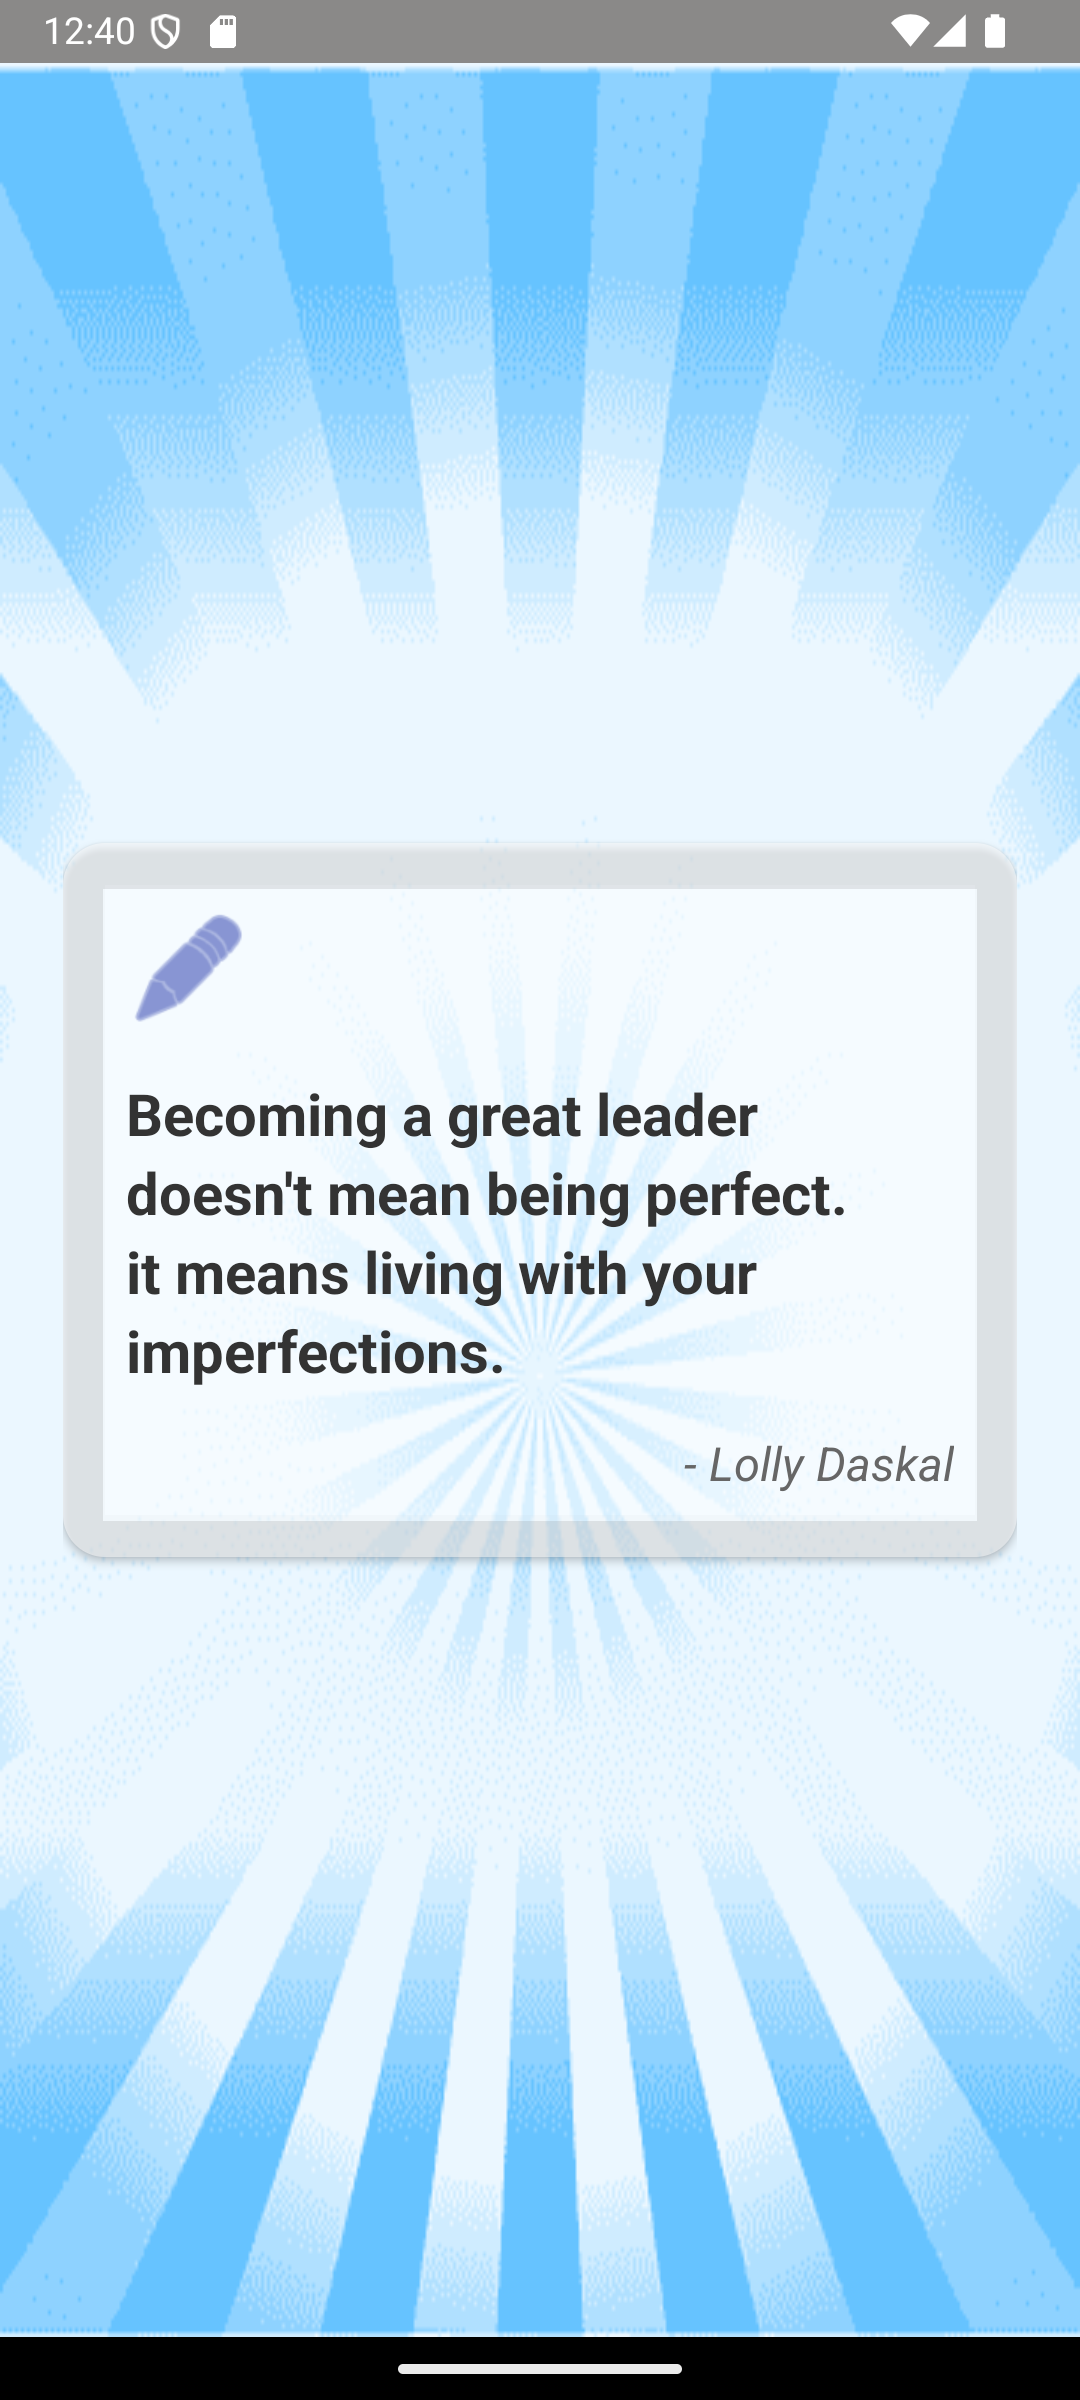 12:40
Becoming a great leader
doesn't mean being perfect.
it means living with your
imperfections.
- Lolly Daskal